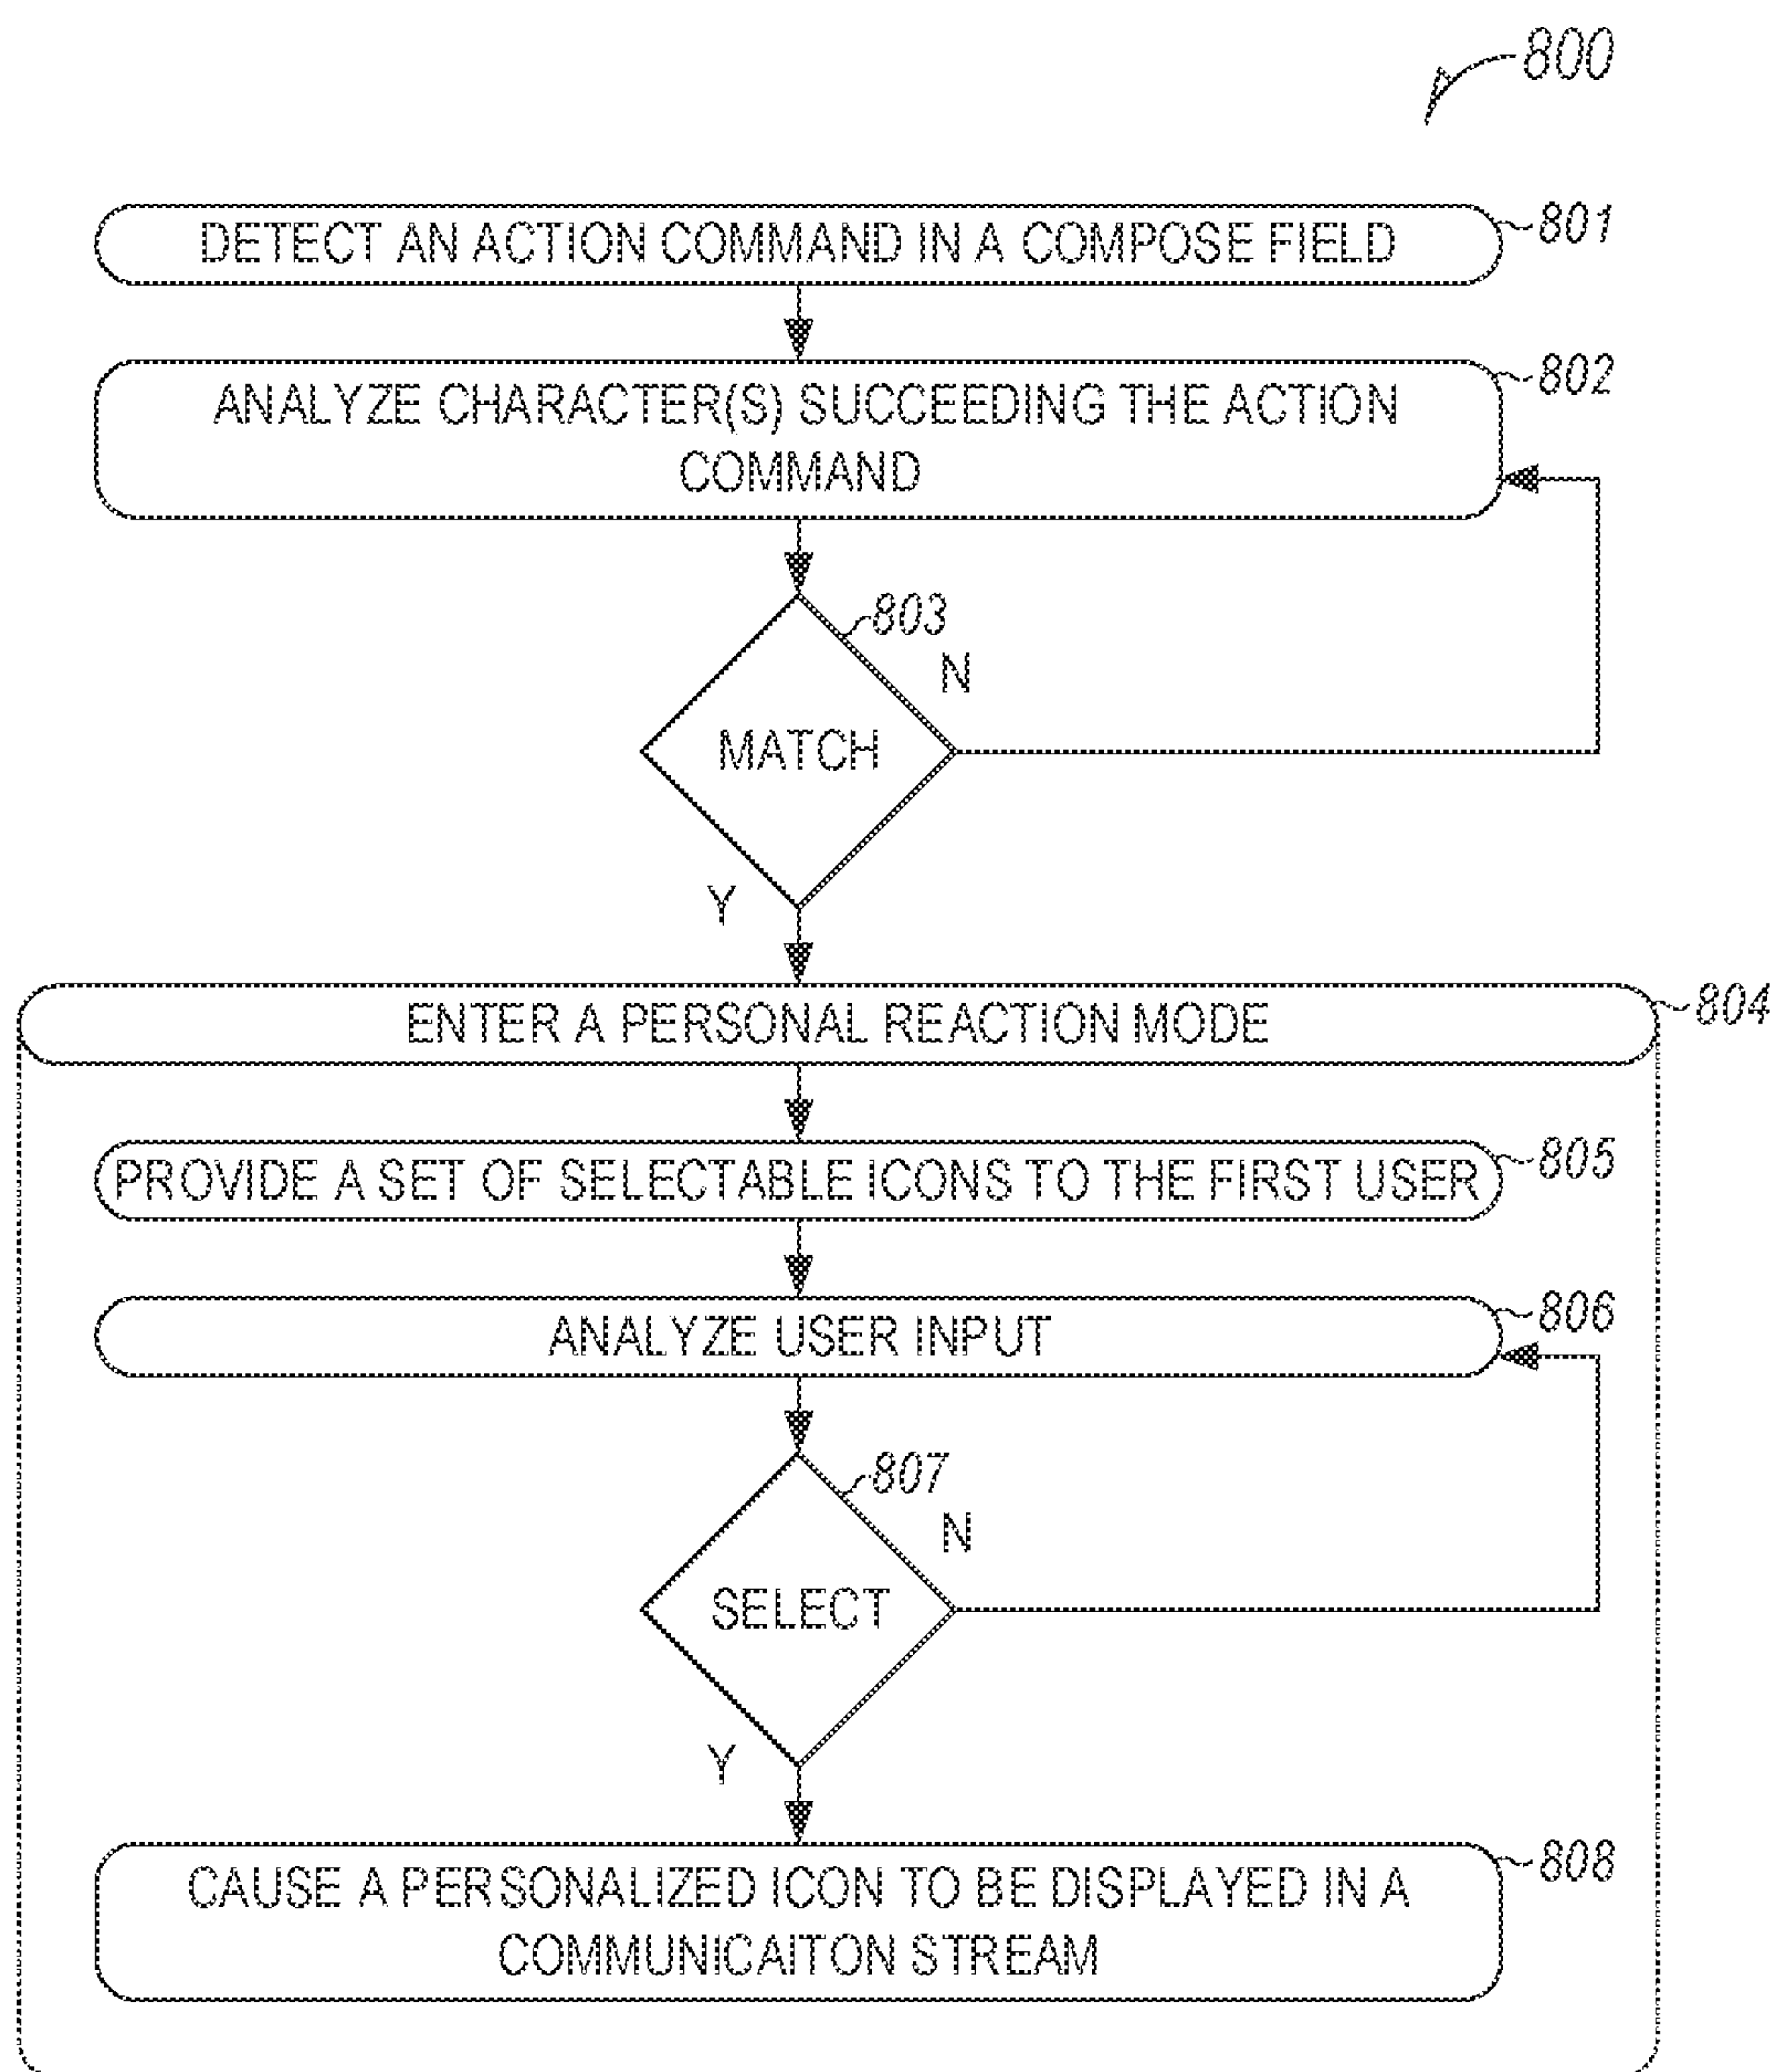 800
DETECT AN ACTION COMMAND IN A COMPOSE FIELD
801
ANALYZE CHARACTER(S) SUCCEEDING THE ACTION
COMMAND
802
803
N
MATCH
Y
ENTER A PERSONAL REACTION MODE
804
PROVIDE A SET OF SELECTABLE ICONS TO THE FIRST USER
805
ANALYZE USER INPUT
806
807
N
SELECT
Y
CAUSE A PERSONALIZED ICON TO BE DISPLAYED IN A
COMMUNICAITON STREAM
808